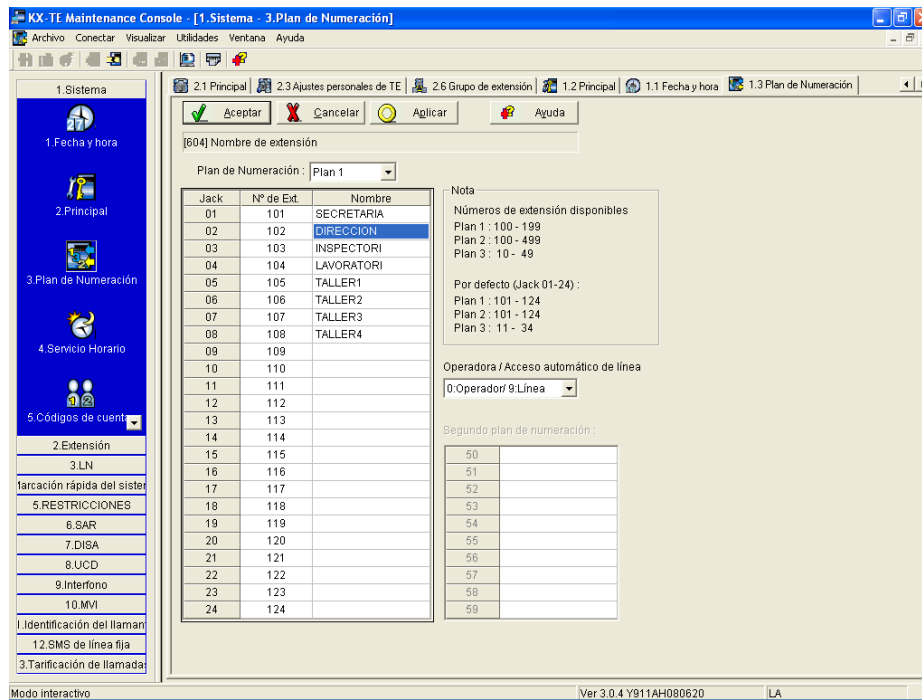 KX-TE Maintenance Console - [1.Sistema - 3.Plan de Numeración]
Archivo Conectar Visualizar Utilidades Ventana Ayuda
2.1 Principal 2.3 Ajustes personales de TE 2.6 Grupo de extensión 1.2 Principal 1.1 Fecha y hora 1.3 Plan de Numeración
1.Sistema
1.Fecha y hora
2.Principal
3.Plan de Numeración
4.Servicio Horario
5.Códigos de cuenta
2.Extensión
3.LN
Marcación rápida del sister
5.RESTRICCIONES
6.SAR
7.DISA
8.UCD
9.Interfono
10.MVI
I.Identificación del llaman
12.SMS de línea fija
3.Tarificación de llamada
Aceptar Cancelar Aplicar Ayuda
[604] Nombre de extensión
Plan de Numeración : Plan 1
Jack Nº de Ext. Nombre
01 101 SECRETARIA
02 102 DIRECCION
03 103 INSPECTORI
04 104 LAVORATORI
05 105 TALLER1
06 106 TALLER2
07 107 TALLER3
08 108 TALLER4
09 109
10 110
11 111
12 112
13 113
14 114
15 115
16 116
17 117
18 118
19 119
20 120
21 121
22 122
23 123
24 124
Nota
Números de extensión disponibles
Plan 1 : 100 - 199
Plan 2 : 100 - 499
Plan 3 : 10 - 49
Por defecto (Jack 01-24) :
Plan 1 : 101 - 124
Plan 2 : 101 - 124
Plan 3 : 11 - 34
Operadora / Acceso automático de línea
0:Operador/ 9:Línea
Segundo plan de numeración :
50
51
52
53
54
55
56
57
58
59
Modo interactivo Ver 3.0.4 Y911AH080620 LA